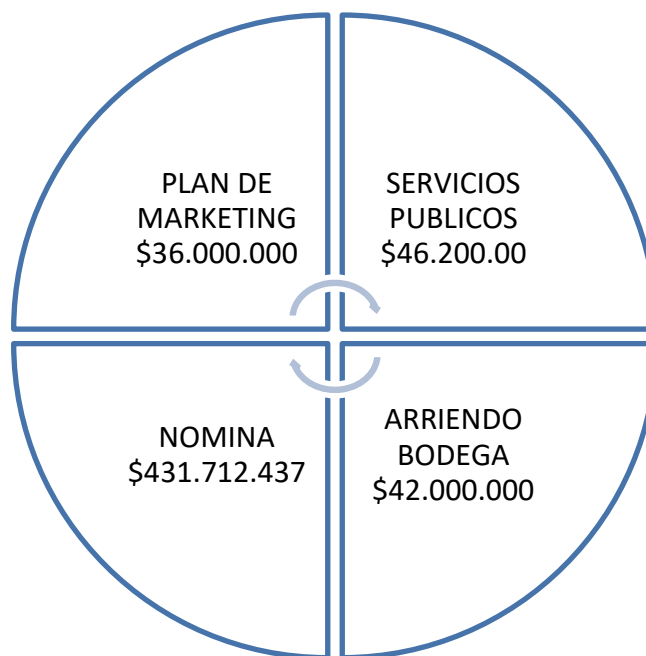 PLAN DE
MARKETING
$36.000.000
SERVICIOS
PUBLICOS
$46.200.00
NOMINA
$431.712.437
ARRIENDO
BODEGA
$42.000.000